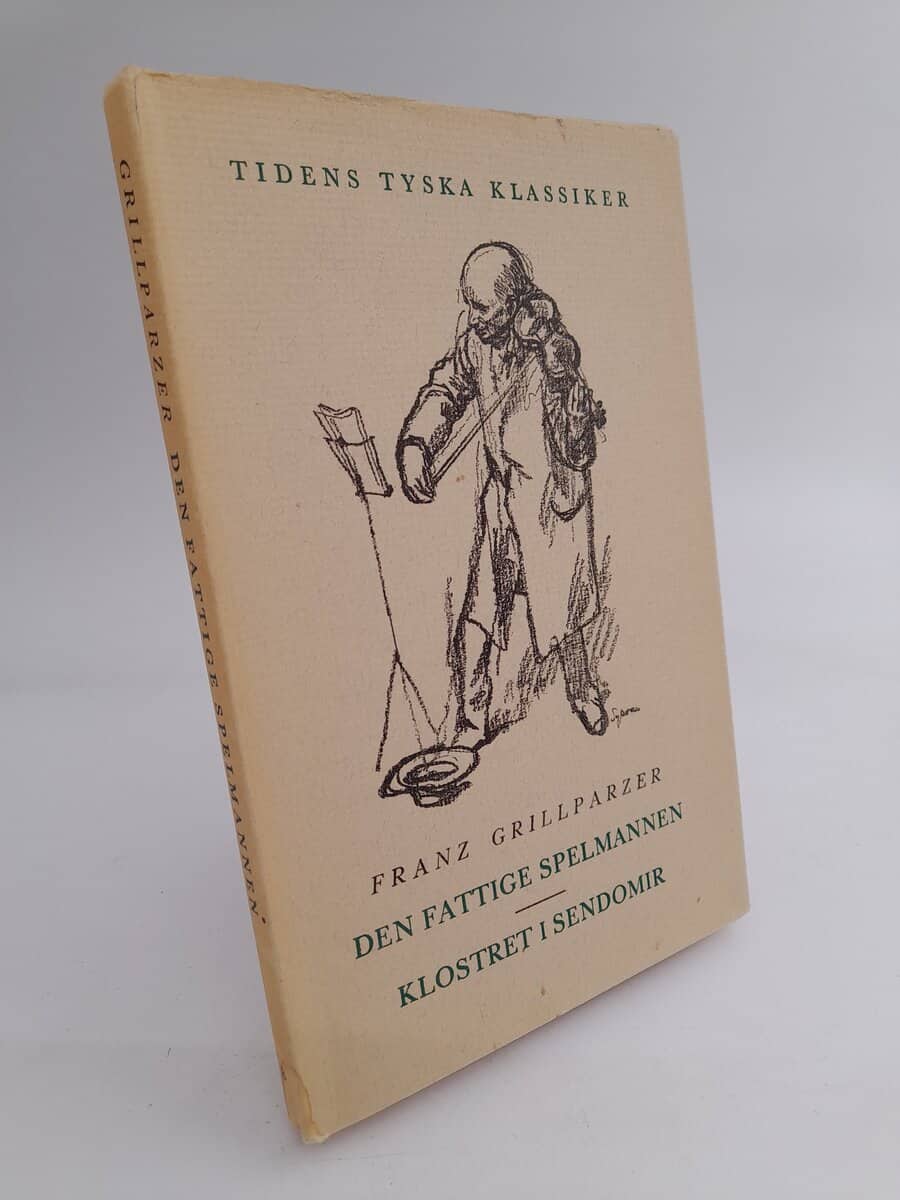 TIDENS TYSKA KLASSIKER
FRANZ GRILLPARZER
DEN FATTIGE SPELMANNEN
KLOSTRET I SENDOMIR
GRILLPARZER DEN FATTIGE SPELMANNEN